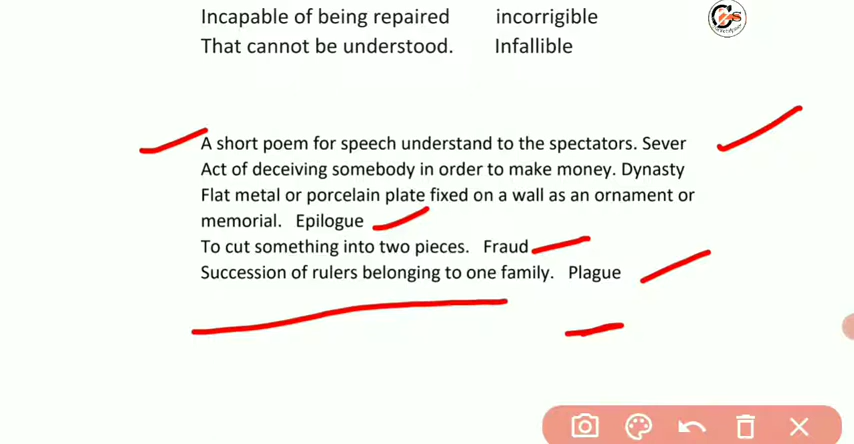 Incapable of being repaired incorrigible
That cannot be understood. Infallible
A short poem for speech understand to the spectators. Sever
Act of deceiving somebody in order to make money. Dynasty
Flat metal or porcelain plate fixed on a wall as an ornament or
memorial. Epilogue
To cut something into two pieces. Fraud
Succession of rulers belonging to one family. Plague